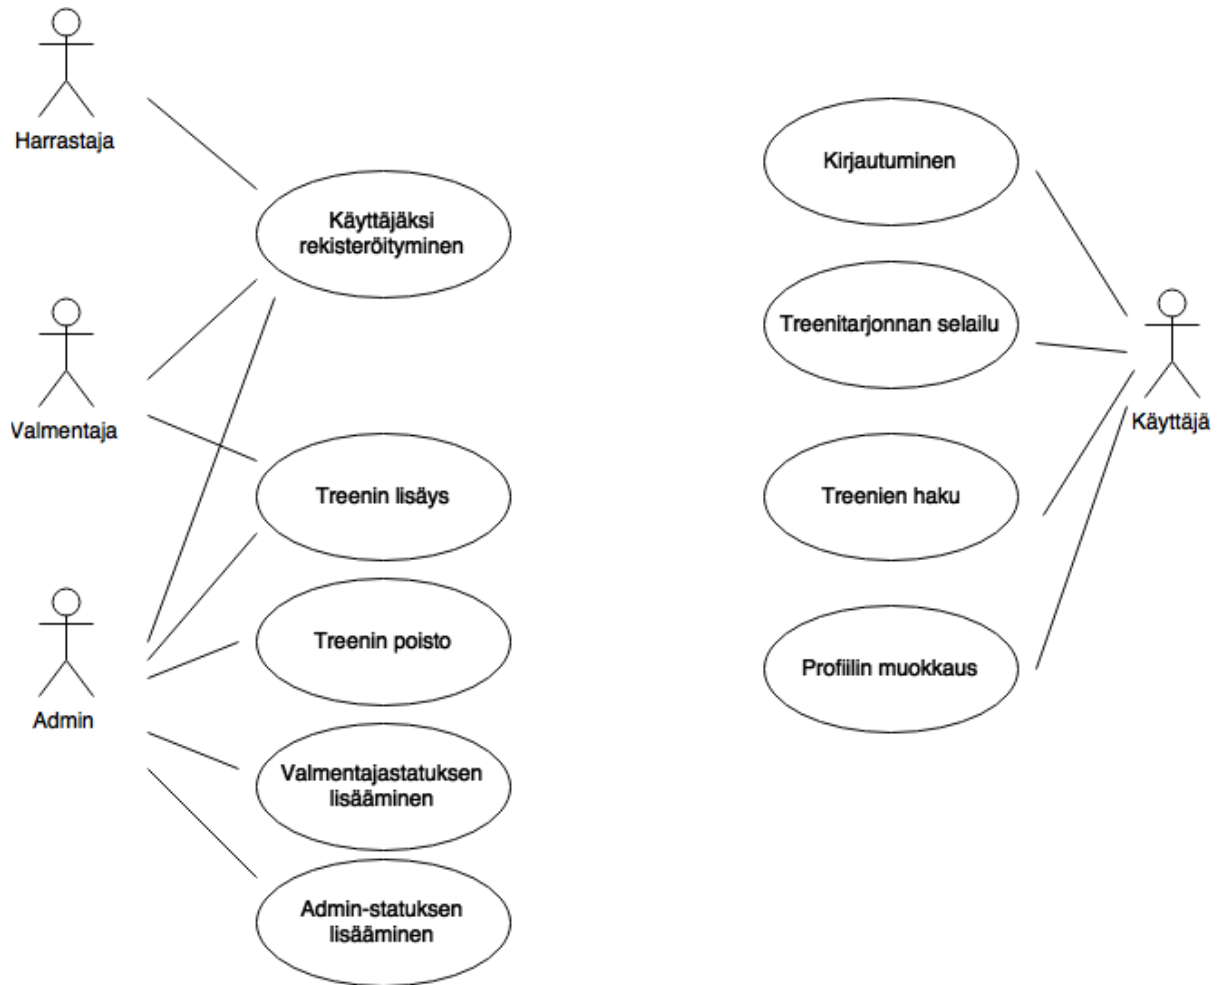 Harrastaja
Käyttäjäksi
rekisteröityminen
Valmentaja
Treenin lisäys
Treenin poisto
Admin
Valmentajastatuksen
lisääminen
Admin-statuksen
lisääminen
Kirjautuminen
Treenitarjonnan selailu
Käyttäjä
Treenien haku
Profiilin muokkaus